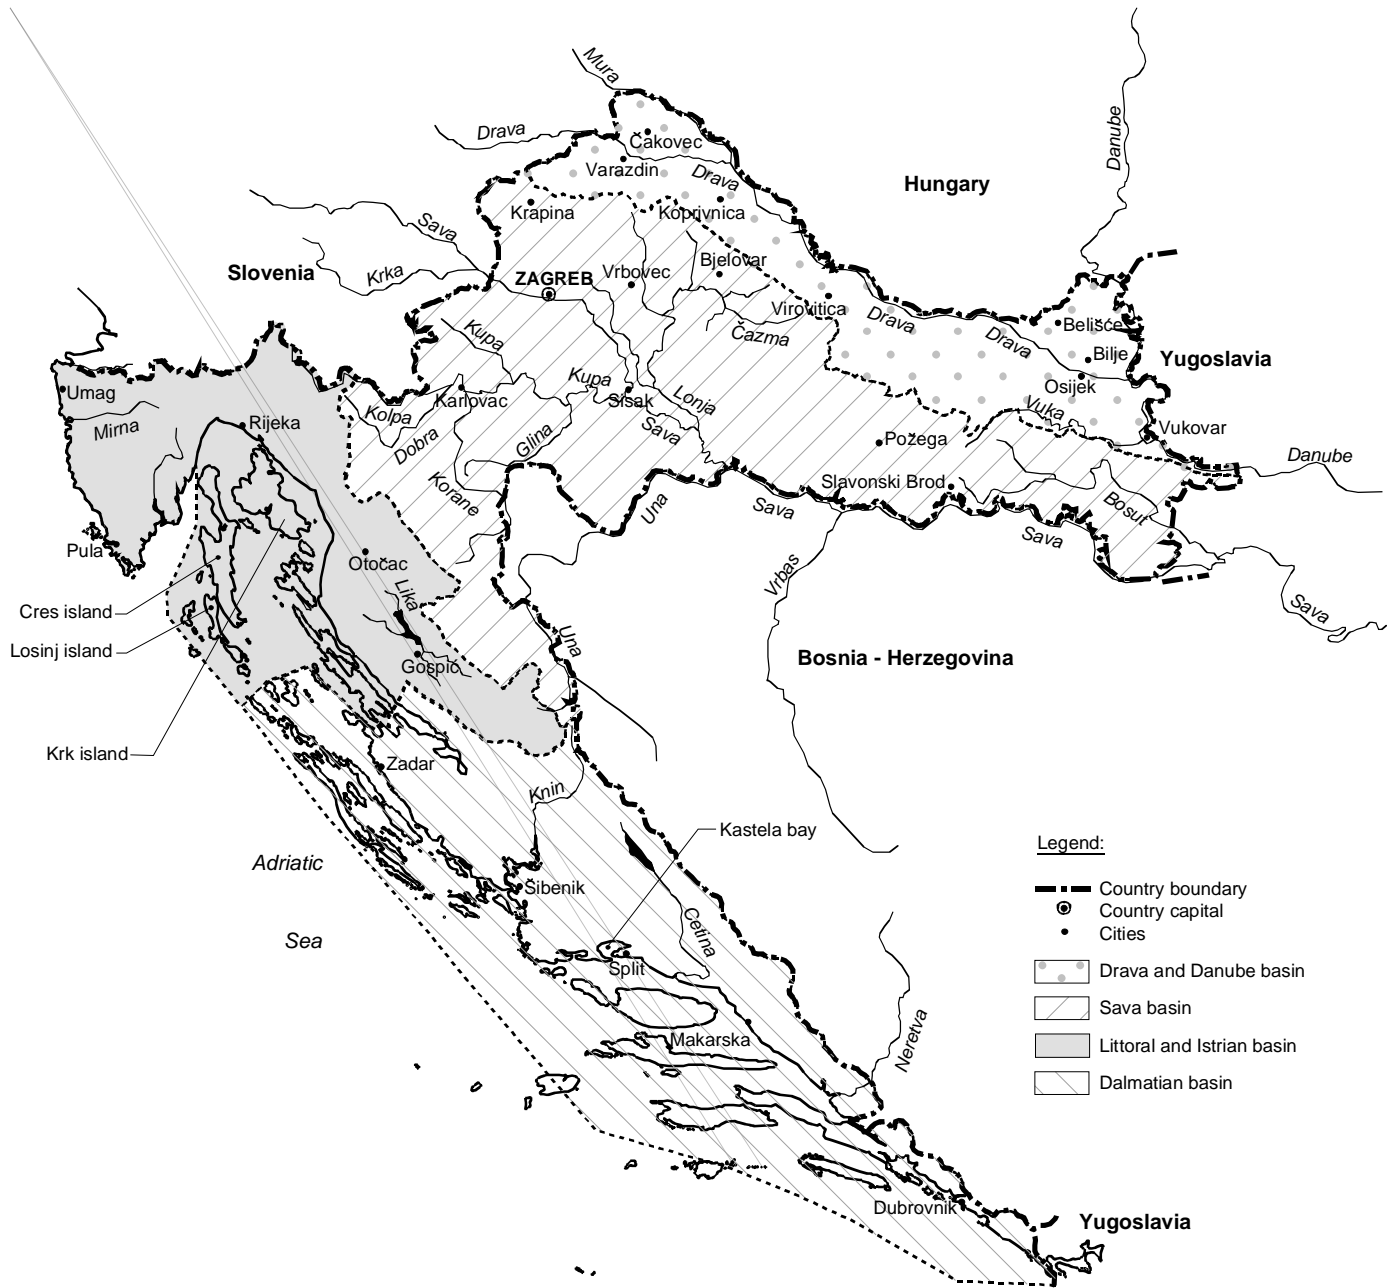 Mura
Drava
Čakovec
Varazdin
Drava
Danube
Hungary
Krapina
Koprivnica
Sava
Slovenia
Krka
ZAGREB
Vrbovec
Bjelovar
Virovitica
Čazma
Drava
Drava
Belišće
Bilje
Yugoslavia
Osijek
Kupa
Kupa
Umag
Mirna
Rijeka
Kolpa
Karlovac
Sisak
Lonja
Dobra
Glina
Sava
Požega
Vuka
Vukovar
Danube
Korane
Una
Sava
Slavonski Brod
Bosut
Sava
Pula
Otočac
Vrbas
Cres island
Lika
Sava
Losinj island
Gospić
Una
Bosnia - Herzegovina
Krk island
Zadar
Knin
Kastela bay
Adriatic
Sea
Šibenik
Cetina
Split
Makarska
Neretva
Dubrovnik
Yugoslavia
Legend:
Country boundary
Country capital
Cities
Drava and Danube basin
Sava basin
Littoral and Istrian basin
Dalmatian basin